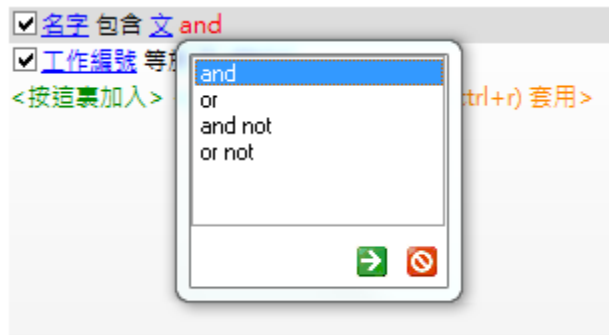 名字 包含 文 and
工作編號 等
<按這裏加入>
trl+r) 套用>
and
or
and not
or not